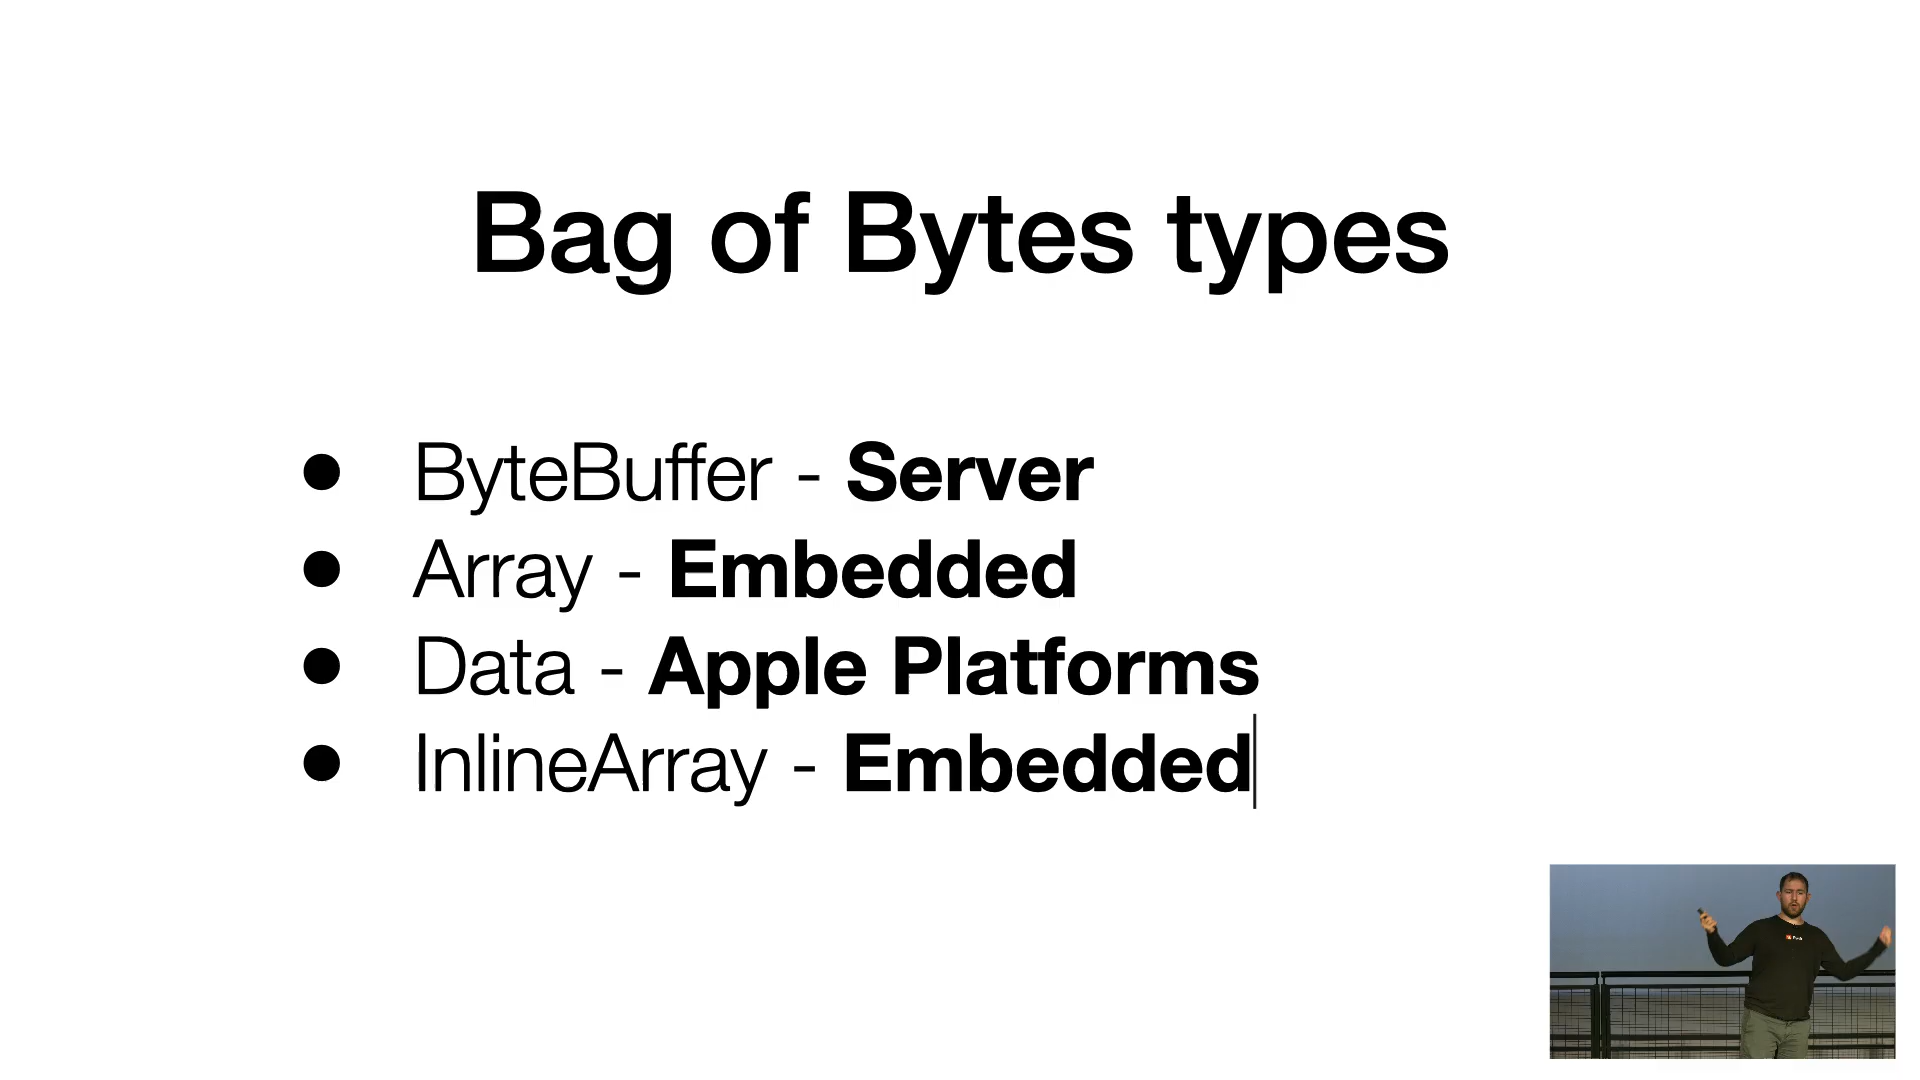 Bag of Bytes types
● ByteBuffer - Server
● Array - Embedded
● Data - Apple Platforms
● InlineArray - Embedded